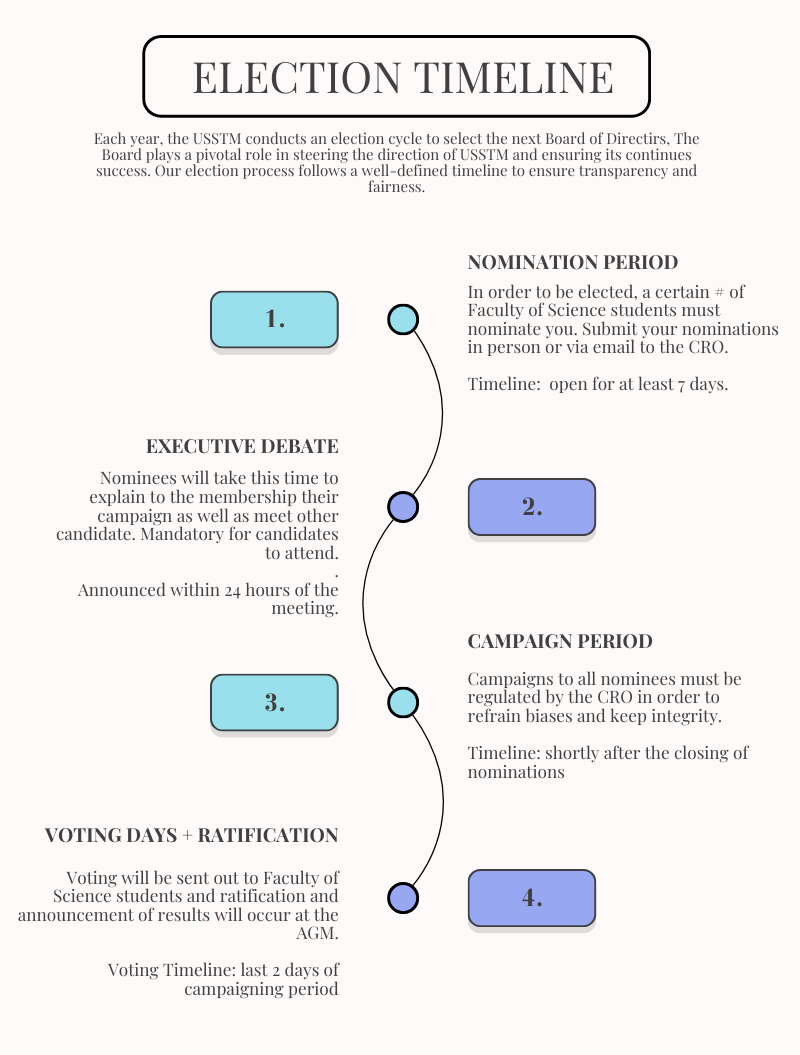 ELECTION TIMELINE
Each year, the USSTM conducts an election cycle to select the next Board of Directirs, The
Board plays a pivotal role in steering the direction of USSTM and ensuring its continues
success. Our election process follows a well-defined timeline to ensure transparency and
fairness.
1.
NOMINATION PERIOD
In order to be elected, a certain # of
Faculty of Science students must
nominate you. Submit your nominations
in person or via email to the CRO.
Timeline:  open for at least 7 days.
EXECUTIVE DEBATE
Nominees will take this time to
explain to the membership their
campaign as well as meet other
candidate. Mandatory for candidates
to attend.
.
Announced within 24 hours of the
meeting.
2.
3.
CAMPAIGN PERIOD
Campaigns to all nominees must be
regulated by the CRO in order to
refrain biases and keep integrity.
Timeline: shortly after the closing of
nominations
VOTING DAYS + RATIFICATION
Voting will be sent out to Faculty of
Science students and ratification and
announcement of results will occur at the
AGM.
Voting Timeline: last 2 days of
campaigning period
4.